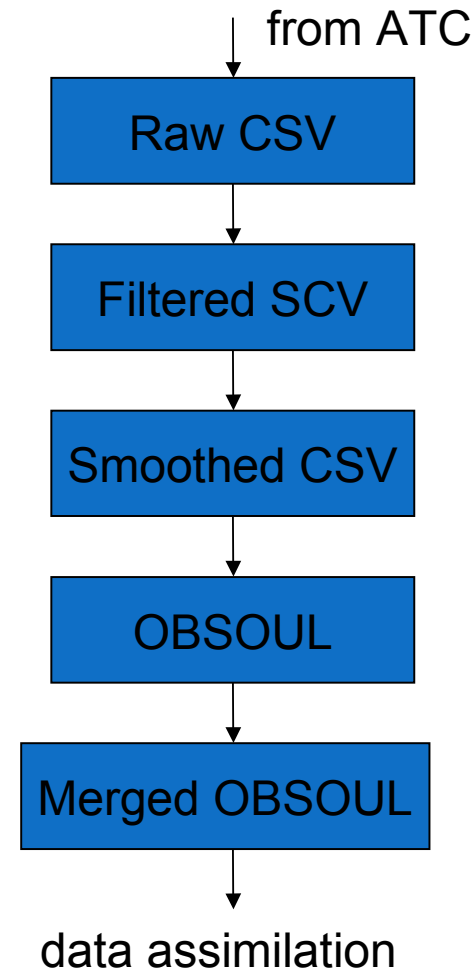 from ATC
Raw CSV
Filtered SCV
Smoothed CSV
OBSOUL
Merged OBSOUL
data assimilation